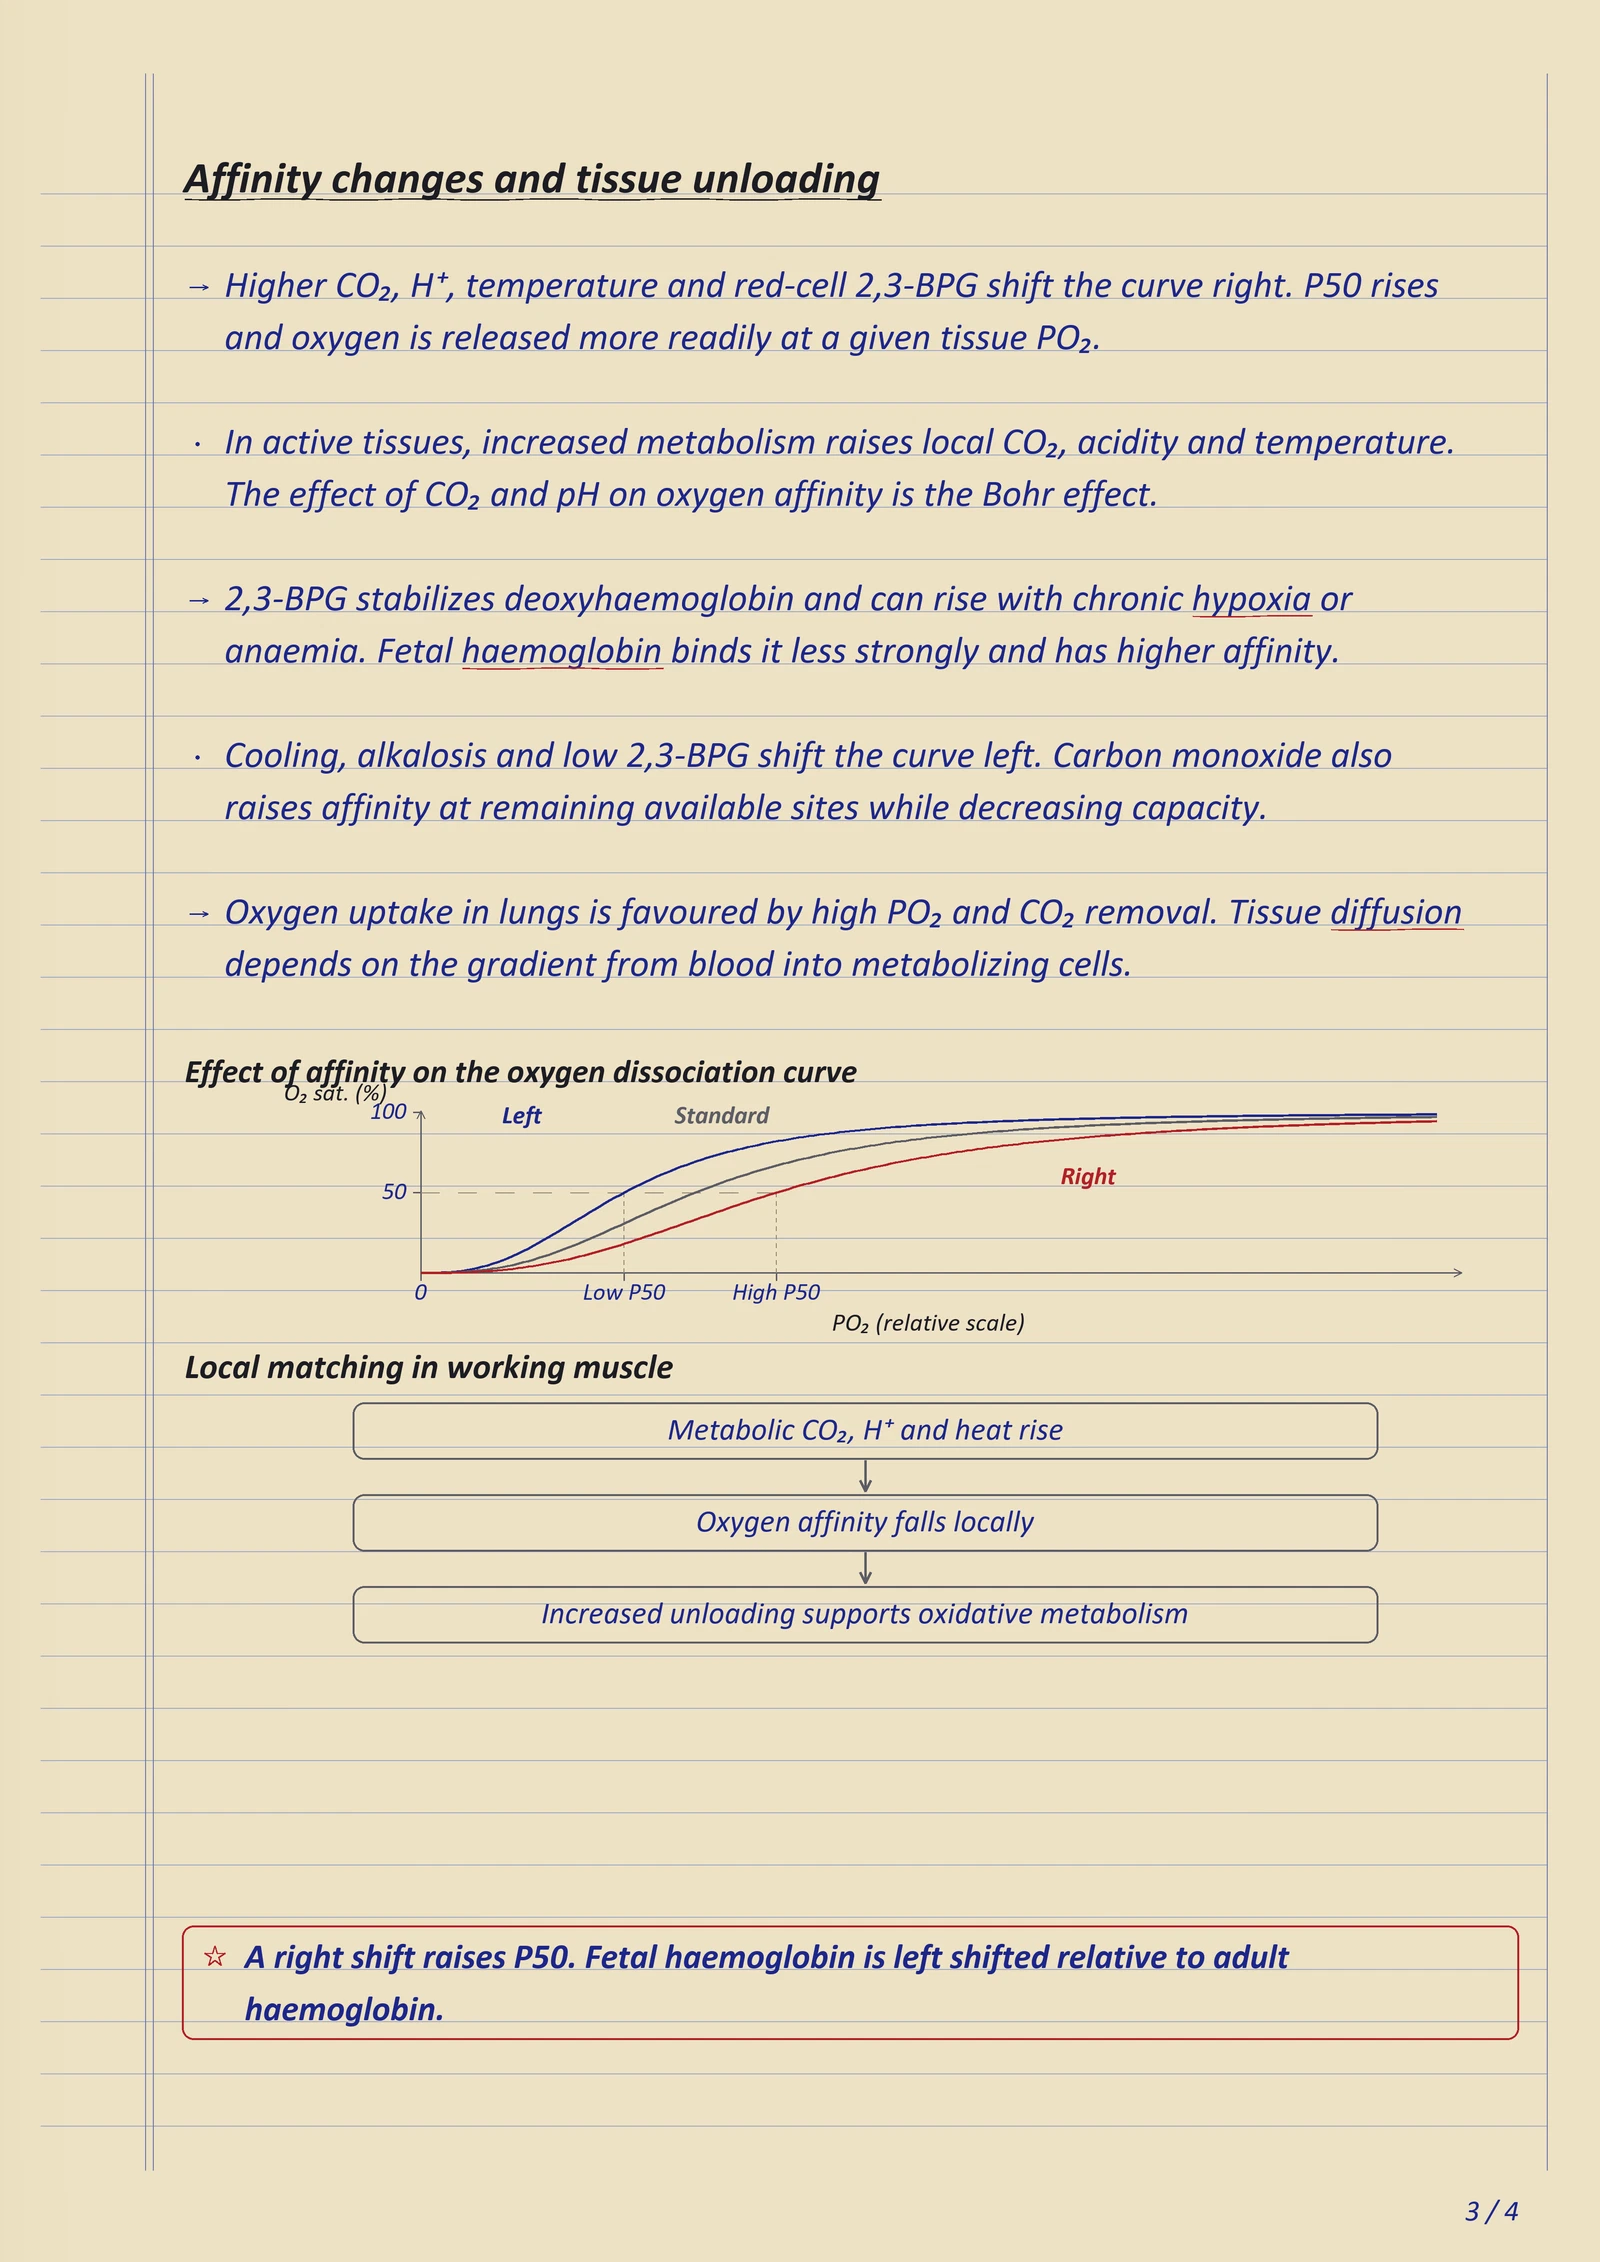 Affinity changes and tissue unloading
→ Higher CO₂, H⁺, temperature and red-cell 2,3-BPG shift the curve right. P50 rises
and oxygen is released more readily at a given tissue PO₂.
· In active tissues, increased metabolism raises local CO₂, acidity and temperature.
The effect of CO₂ and pH on oxygen affinity is the Bohr effect.
→ 2,3-BPG stabilizes deoxyhaemoglobin and can rise with chronic hypoxia or
anaemia. Fetal haemoglobin binds it less strongly and has higher affinity.
· Cooling, alkalosis and low 2,3-BPG shift the curve left. Carbon monoxide also
raises affinity at remaining available sites while decreasing capacity.
→ Oxygen uptake in lungs is favoured by high PO₂ and CO₂ removal. Tissue diffusion
depends on the gradient from blood into metabolizing cells.
Effect of affinity on the oxygen dissociation curve
O₂ sat. (%)
100
Left
Standard
Right
50
0
Low P50
High P50
PO₂ (relative scale)
Local matching in working muscle
Metabolic CO₂, H⁺ and heat rise
Oxygen affinity falls locally
Increased unloading supports oxidative metabolism
☆ A right shift raises P50. Fetal haemoglobin is left shifted relative to adult
haemoglobin.
3 / 4